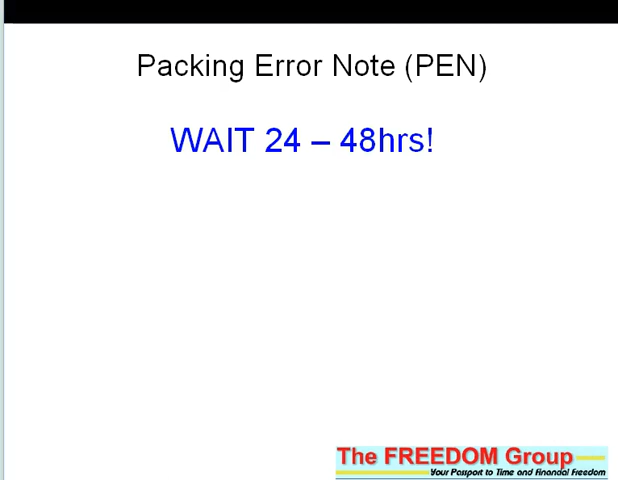 Packing Error Note (PEN)
WAIT 24 – 48hrs!
The FREEDOM Group
Your Passport to Time and Financial Freedom